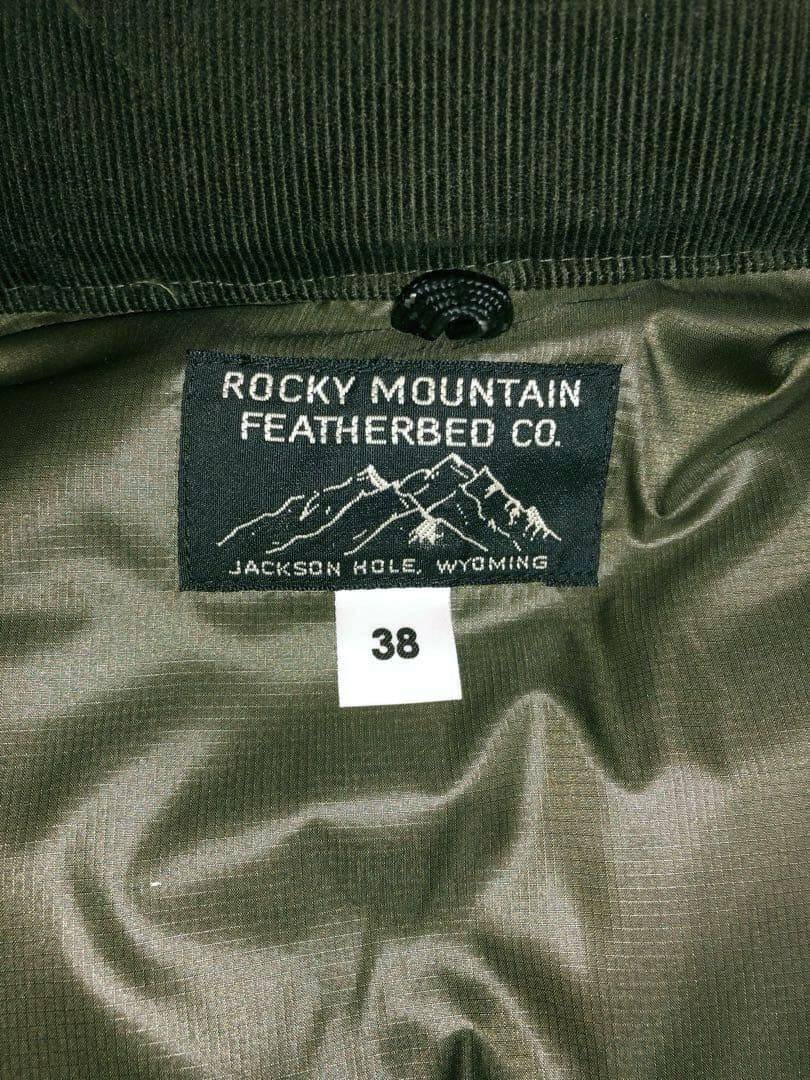 ROCKY MOUNTAIN
FEATHERBED CO.
JACKSON HOLE, WYOMING
38